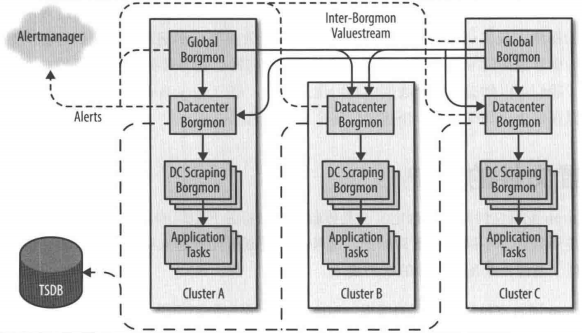 Alertmanager
Inter-Borgmon
Valuestream
Global
Borgmon
Global
Borgmon
Alerts
Datacenter
Borgmon
Datacenter
Borgmon
Datacenter
Borgmon
DC Scraping
Borgmon
DC Scraping
Borgmon
DC Scraping
Borgmon
Application
Tasks
Application
Tasks
Application
Tasks
TSDB
Cluster A
Cluster B
Cluster C